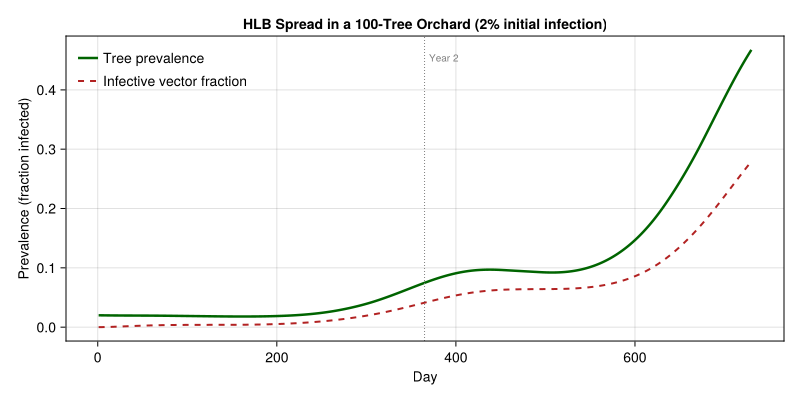 HLB Spread in a 100-Tree Orchard (2% initial infection)
Tree prevalence
Infective vector fraction
Year 2
Prevalence (fraction infected)
0.4
0.3
0.2
0.1
0.0
0 200 400 600
Day